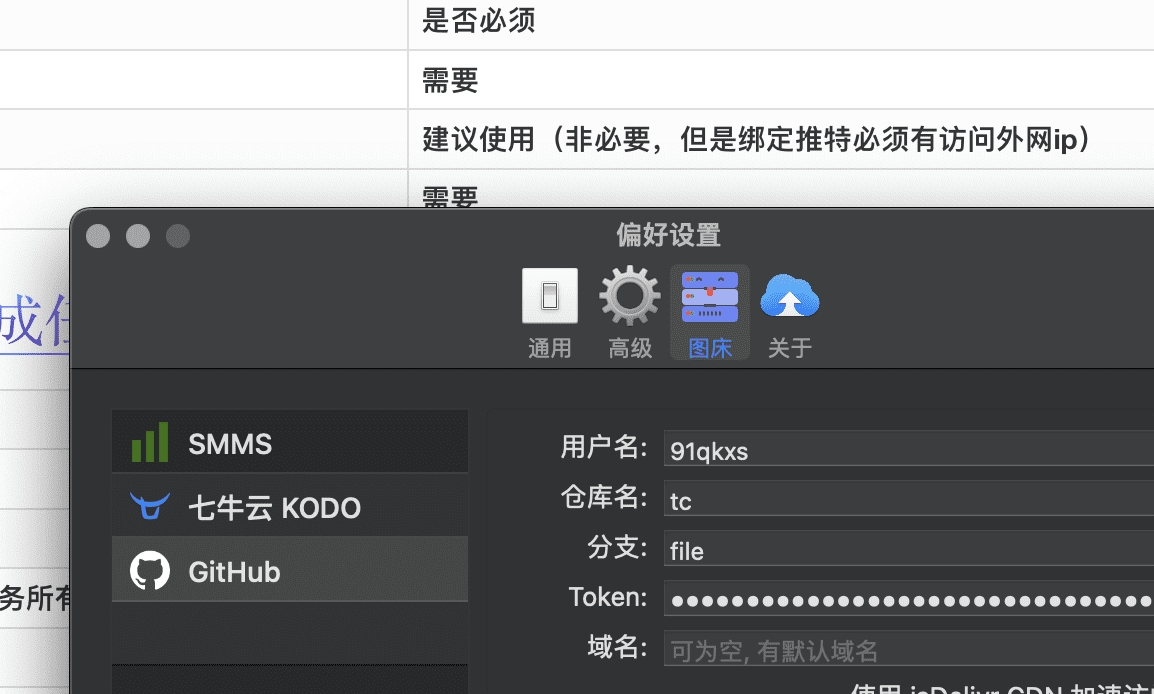 是否必须
需要
建议使用（非必要，但是绑定推特必须有访问外网ip）
需要
偏好设置
成
通用
高级
图床
关于
SMMS
七牛云 KODO
GitHub
务所有
用户名: 91qkxs
仓库名: tc
分支: file
Token: ●●●●●●●●●●●●●●●●●●●●●●●●●●●●●●●●
域名: 可为空, 有默认域名
使用 jsDelivr CDN 加速访